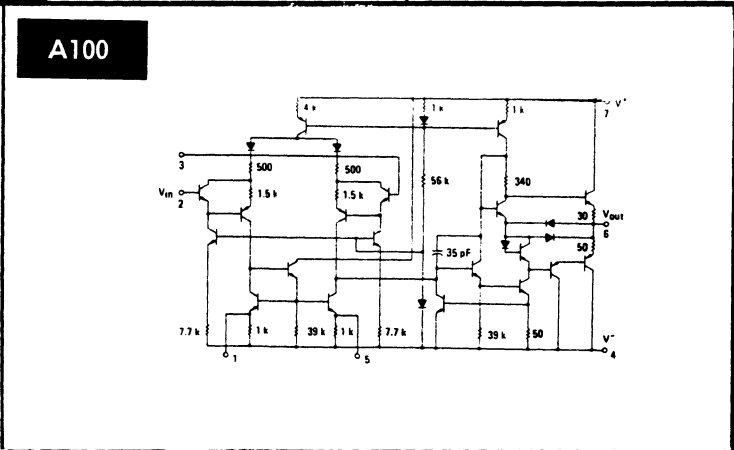 A100
4 k
1 k
1 k
V+
7
3
500
500
Vin
2
1.5 k
1.5 k
56 k
340
30
Vout
6
50
35 pF
7.7 k
1 k
39 k
1 k
7.7 k
39 k
50
V-
4
1
5